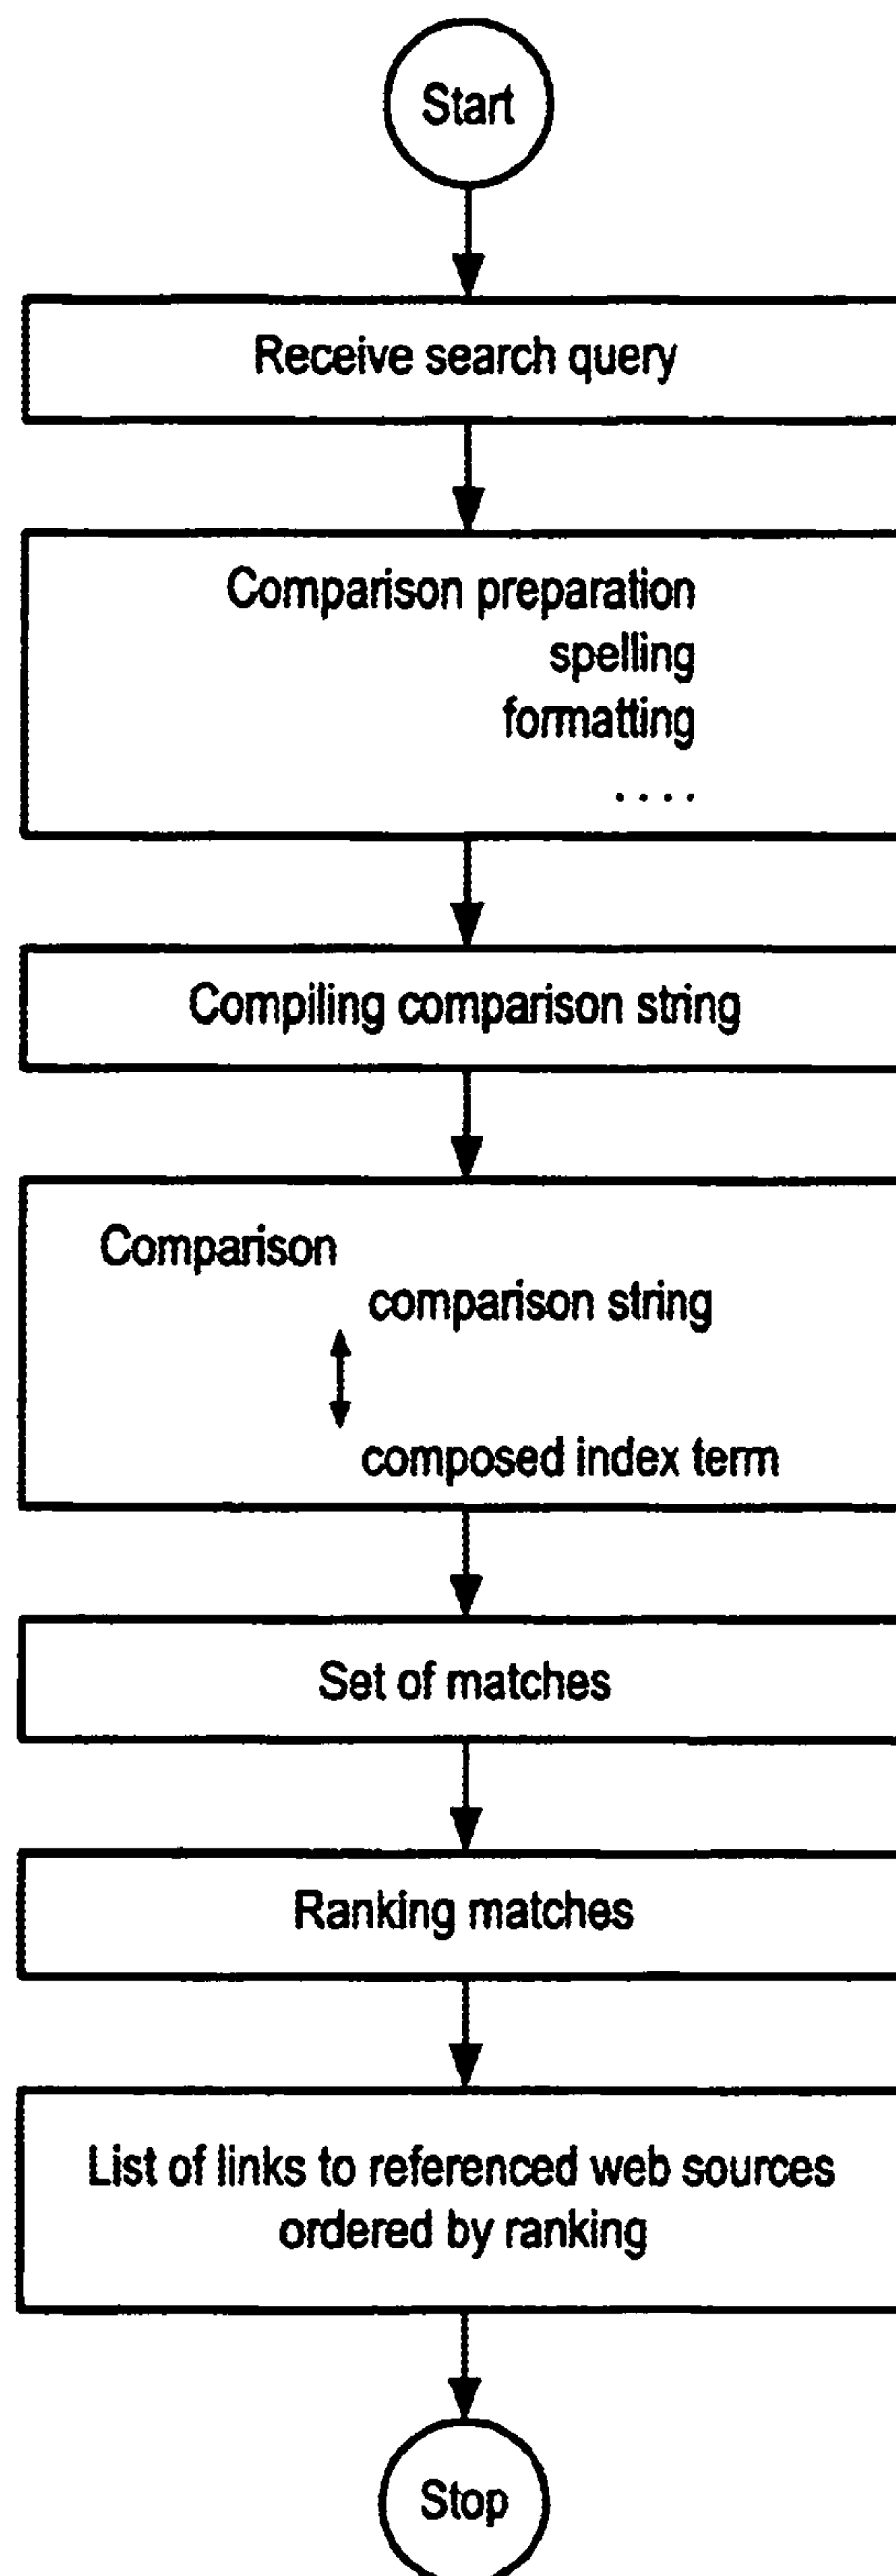 Start
Receive search query
Comparison preparation
spelling
formatting
....
Compiling comparison string
Comparison
comparison string
composed index term
Set of matches
Ranking matches
List of links to referenced web sources
ordered by ranking
Stop